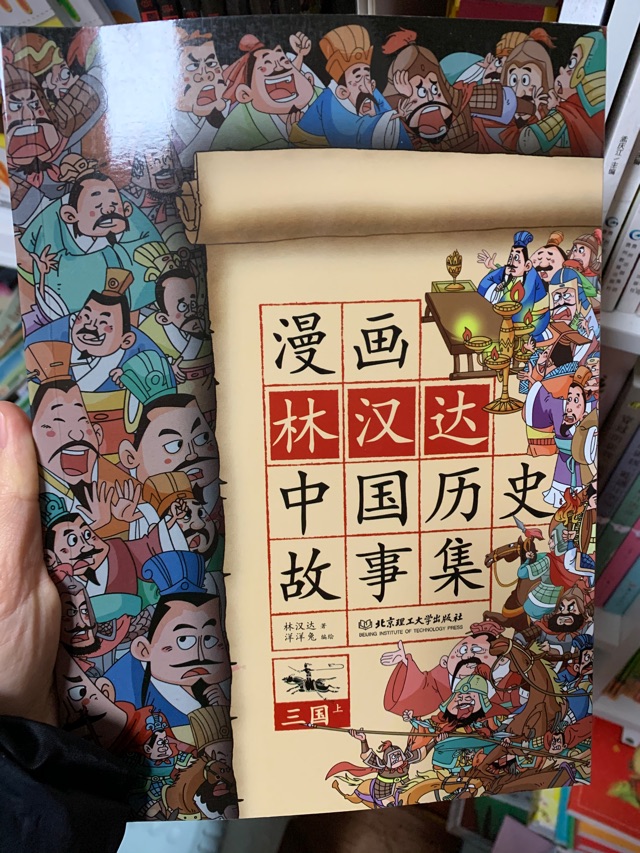 漫画
林汉达
中国历史
故事集
林汉达 著
洋洋兔 编绘
北京理工大学出版社
BEIJING INSTITUTE OF TECHNOLOGY PRESS
三国 上